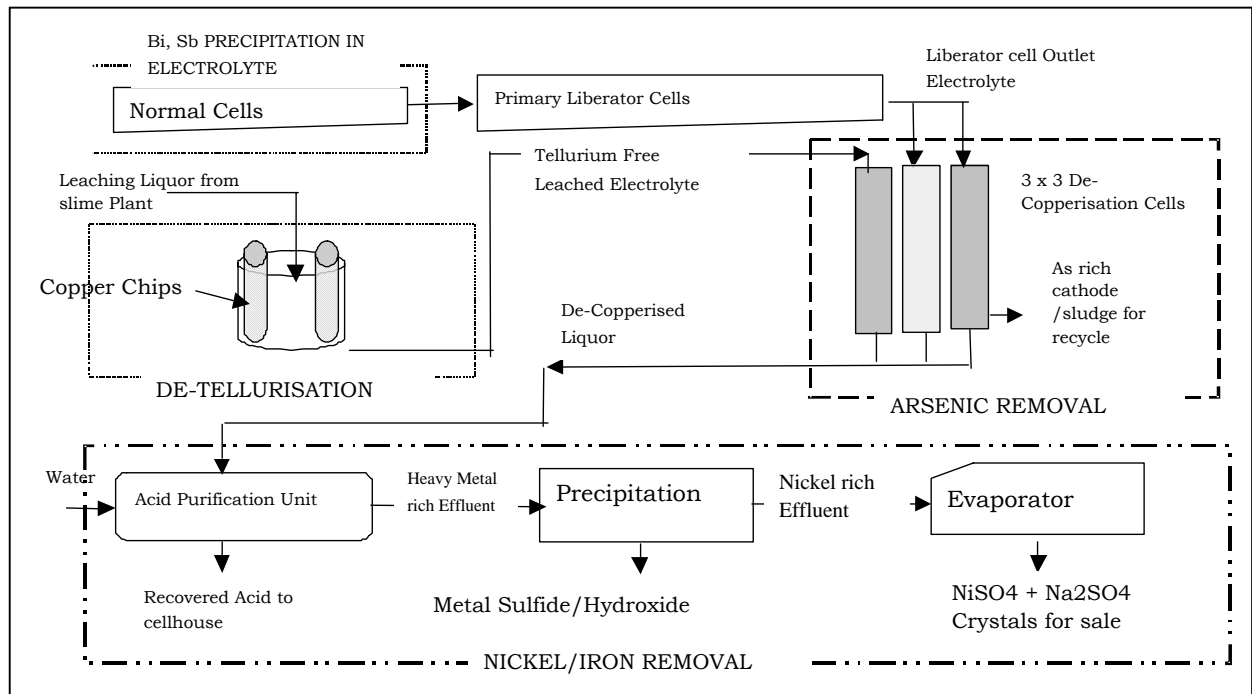 Bi, Sb PRECIPITATION IN
ELECTROLYTE
Normal Cells
Primary Liberator Cells
Liberator cell Outlet
Electrolyte
Leaching Liquor from
slime Plant
Tellurium Free
Leached Electrolyte
3 x 3 De-
Copperisation Cells
Copper Chips
As rich
cathode
/sludge for
recycle
De-Copperised
Liquor
DE-TELLURISATION
ARSENIC REMOVAL
Water
Acid Purification Unit
Heavy Metal
rich Effluent
Precipitation
Nickel rich
Effluent
Evaporator
Recovered Acid to
cellhouse
Metal Sulfide/Hydroxide
NiSO4 + Na2SO4
Crystals for sale
NICKEL/IRON REMOVAL